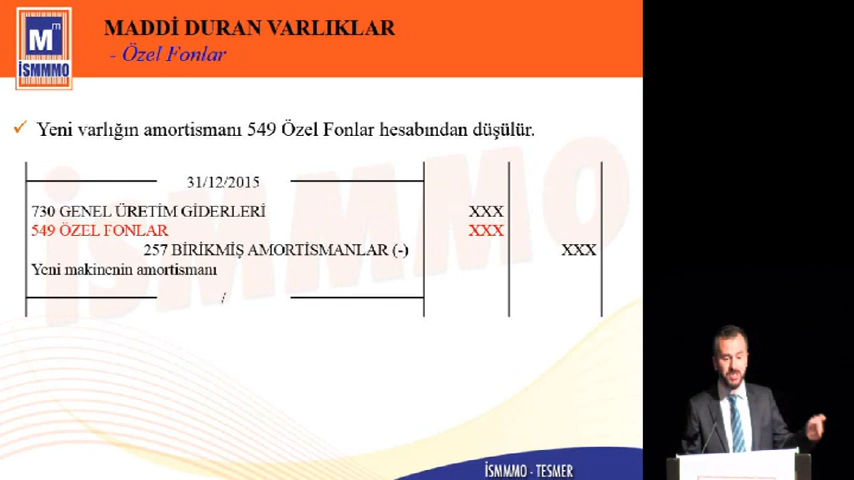 MADDİ DURAN VARLIKLAR
- Özel Fonlar
Mm
İSMMMO
✓ Yeni varlığın amortismanı 549 Özel Fonlar hesabından düşülür.
31/12/2015
730 GENEL ÜRETİM GİDERLERİ XXX
549 ÖZEL FONLAR XXX
257 BİRİKMİŞ AMORTİSMANLAR (-) XXX
Yeni makinenin amortismanı
/
İSMMMO
İSMMMO - TESMER